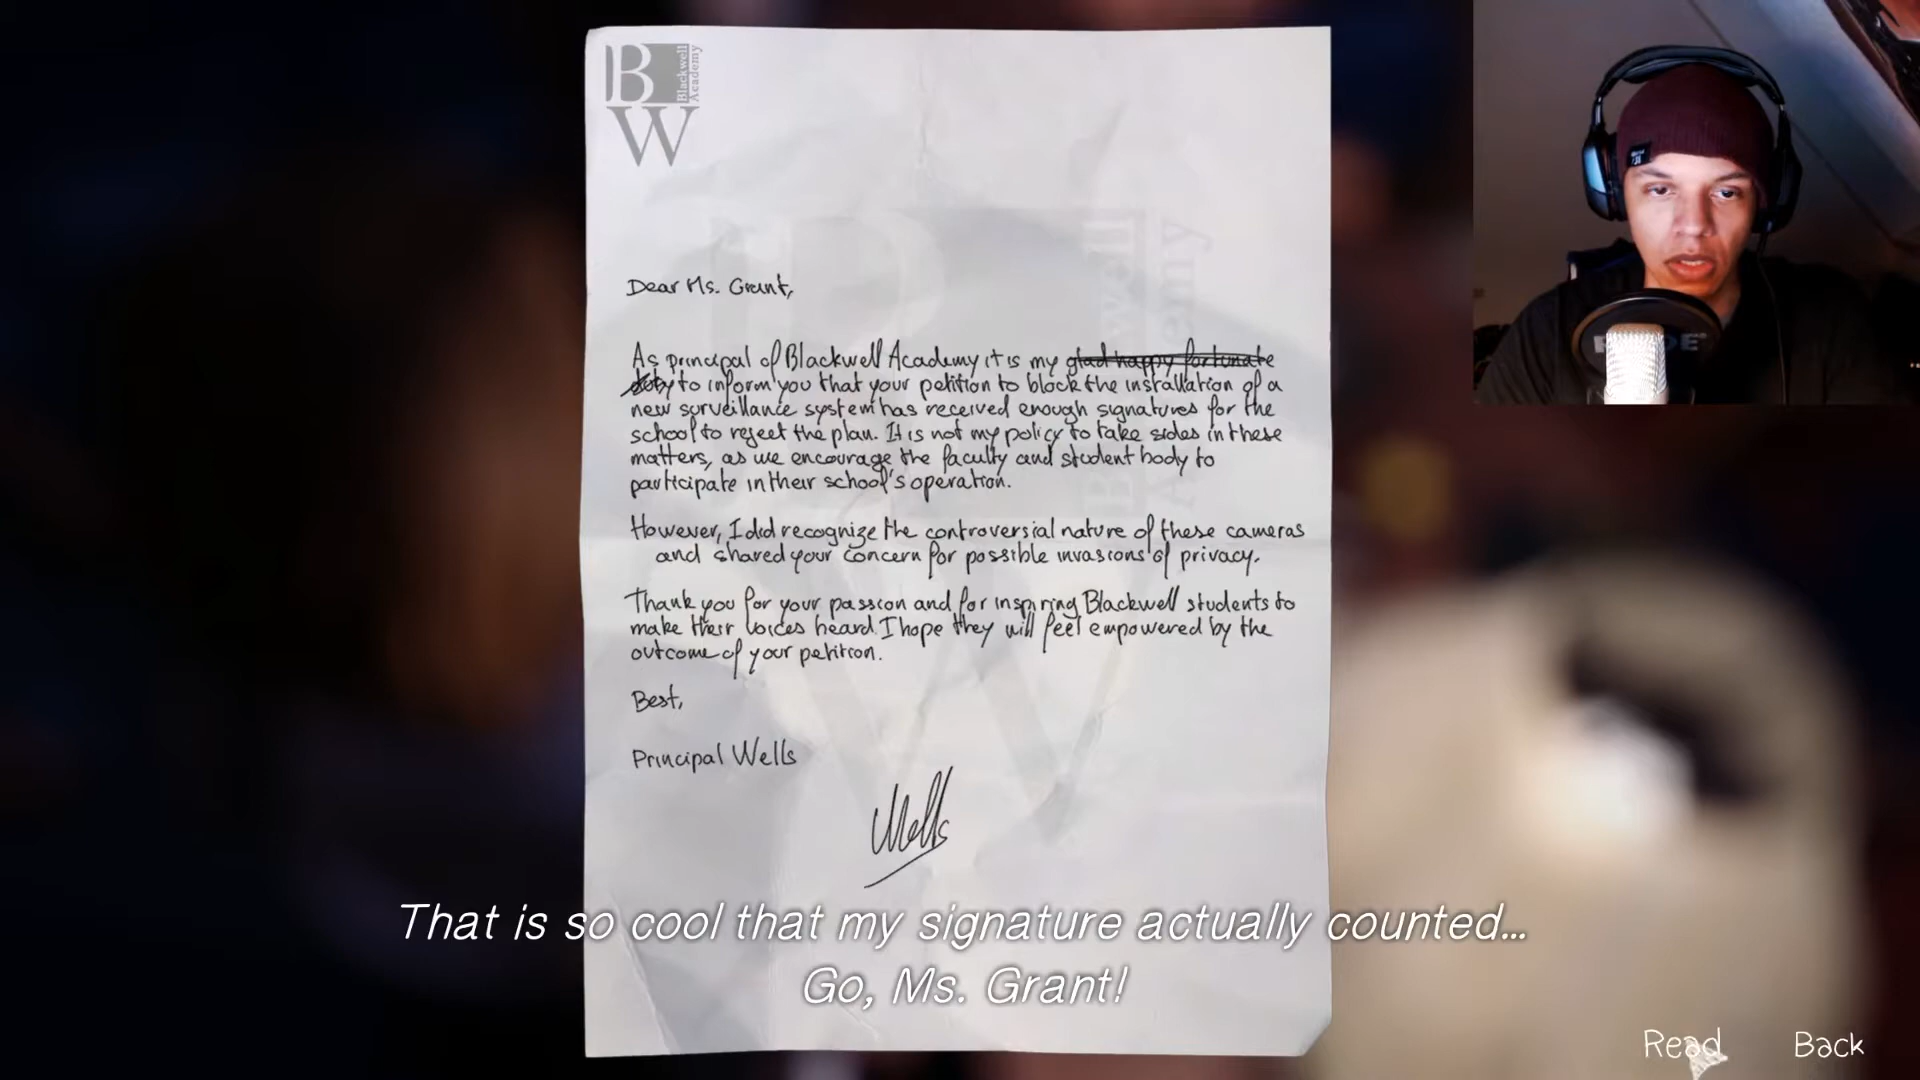 BW
Blackwell
Academy
Dear Ms. Grant,
As principal of Blackwell Academy it is my glad happy fortunate
duty to inform you that your petition to block the installation of a
new surveillance system has received enough signatures for the
school to reject the plan. It is not my policy to take sides in these
matters, as we encourage the faculty and student body to
participate in their school's operation.
However, I did recognize the controversial nature of these cameras
and shared your concern for possible invasions of privacy.
Thank you for your passion and for inspiring Blackwell students to
make their voices heard. I hope they will feel empowered by the
outcome of your petition.
Best,
Principal Wells
Wells
That is so cool that my signature actually counted...
Go, Ms. Grant!
Read
Back